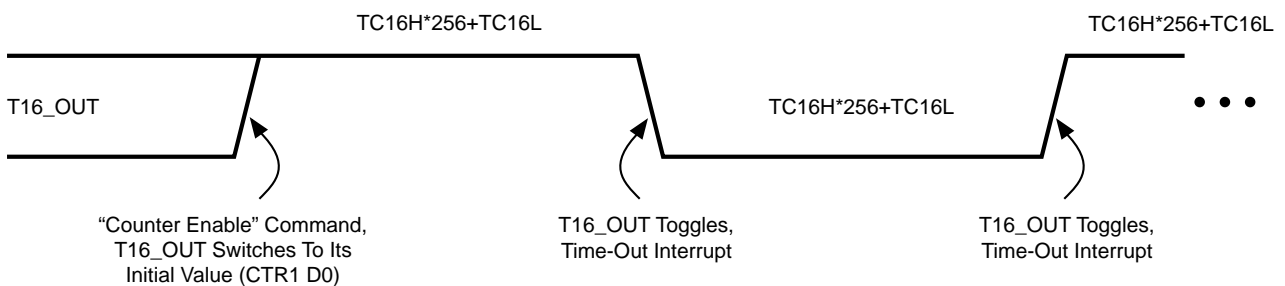 TC16H*256+TC16L
TC16H*256+TC16L
T16_OUT
TC16H*256+TC16L
“Counter Enable” Command,
T16_OUT Switches To Its
Initial Value (CTR1 D0)
T16_OUT Toggles,
Time-Out Interrupt
T16_OUT Toggles,
Time-Out Interrupt